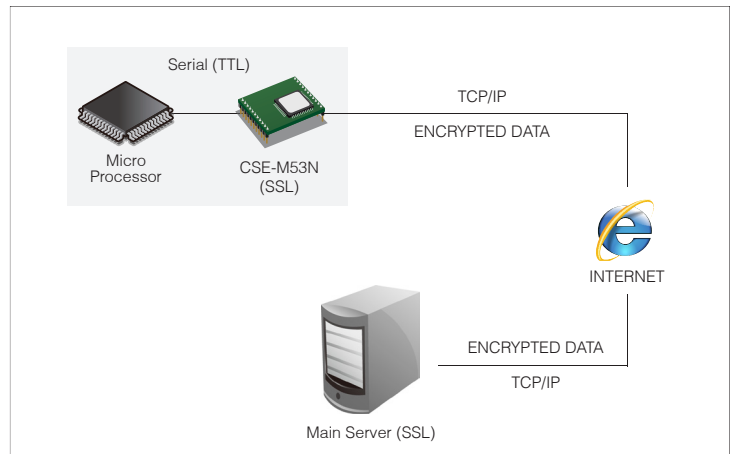 Serial (TTL)
Micro
Processor
CSE-M53N
(SSL)
TCP/IP
ENCRYPTED DATA
INTERNET
ENCRYPTED DATA
TCP/IP
Main Server (SSL)